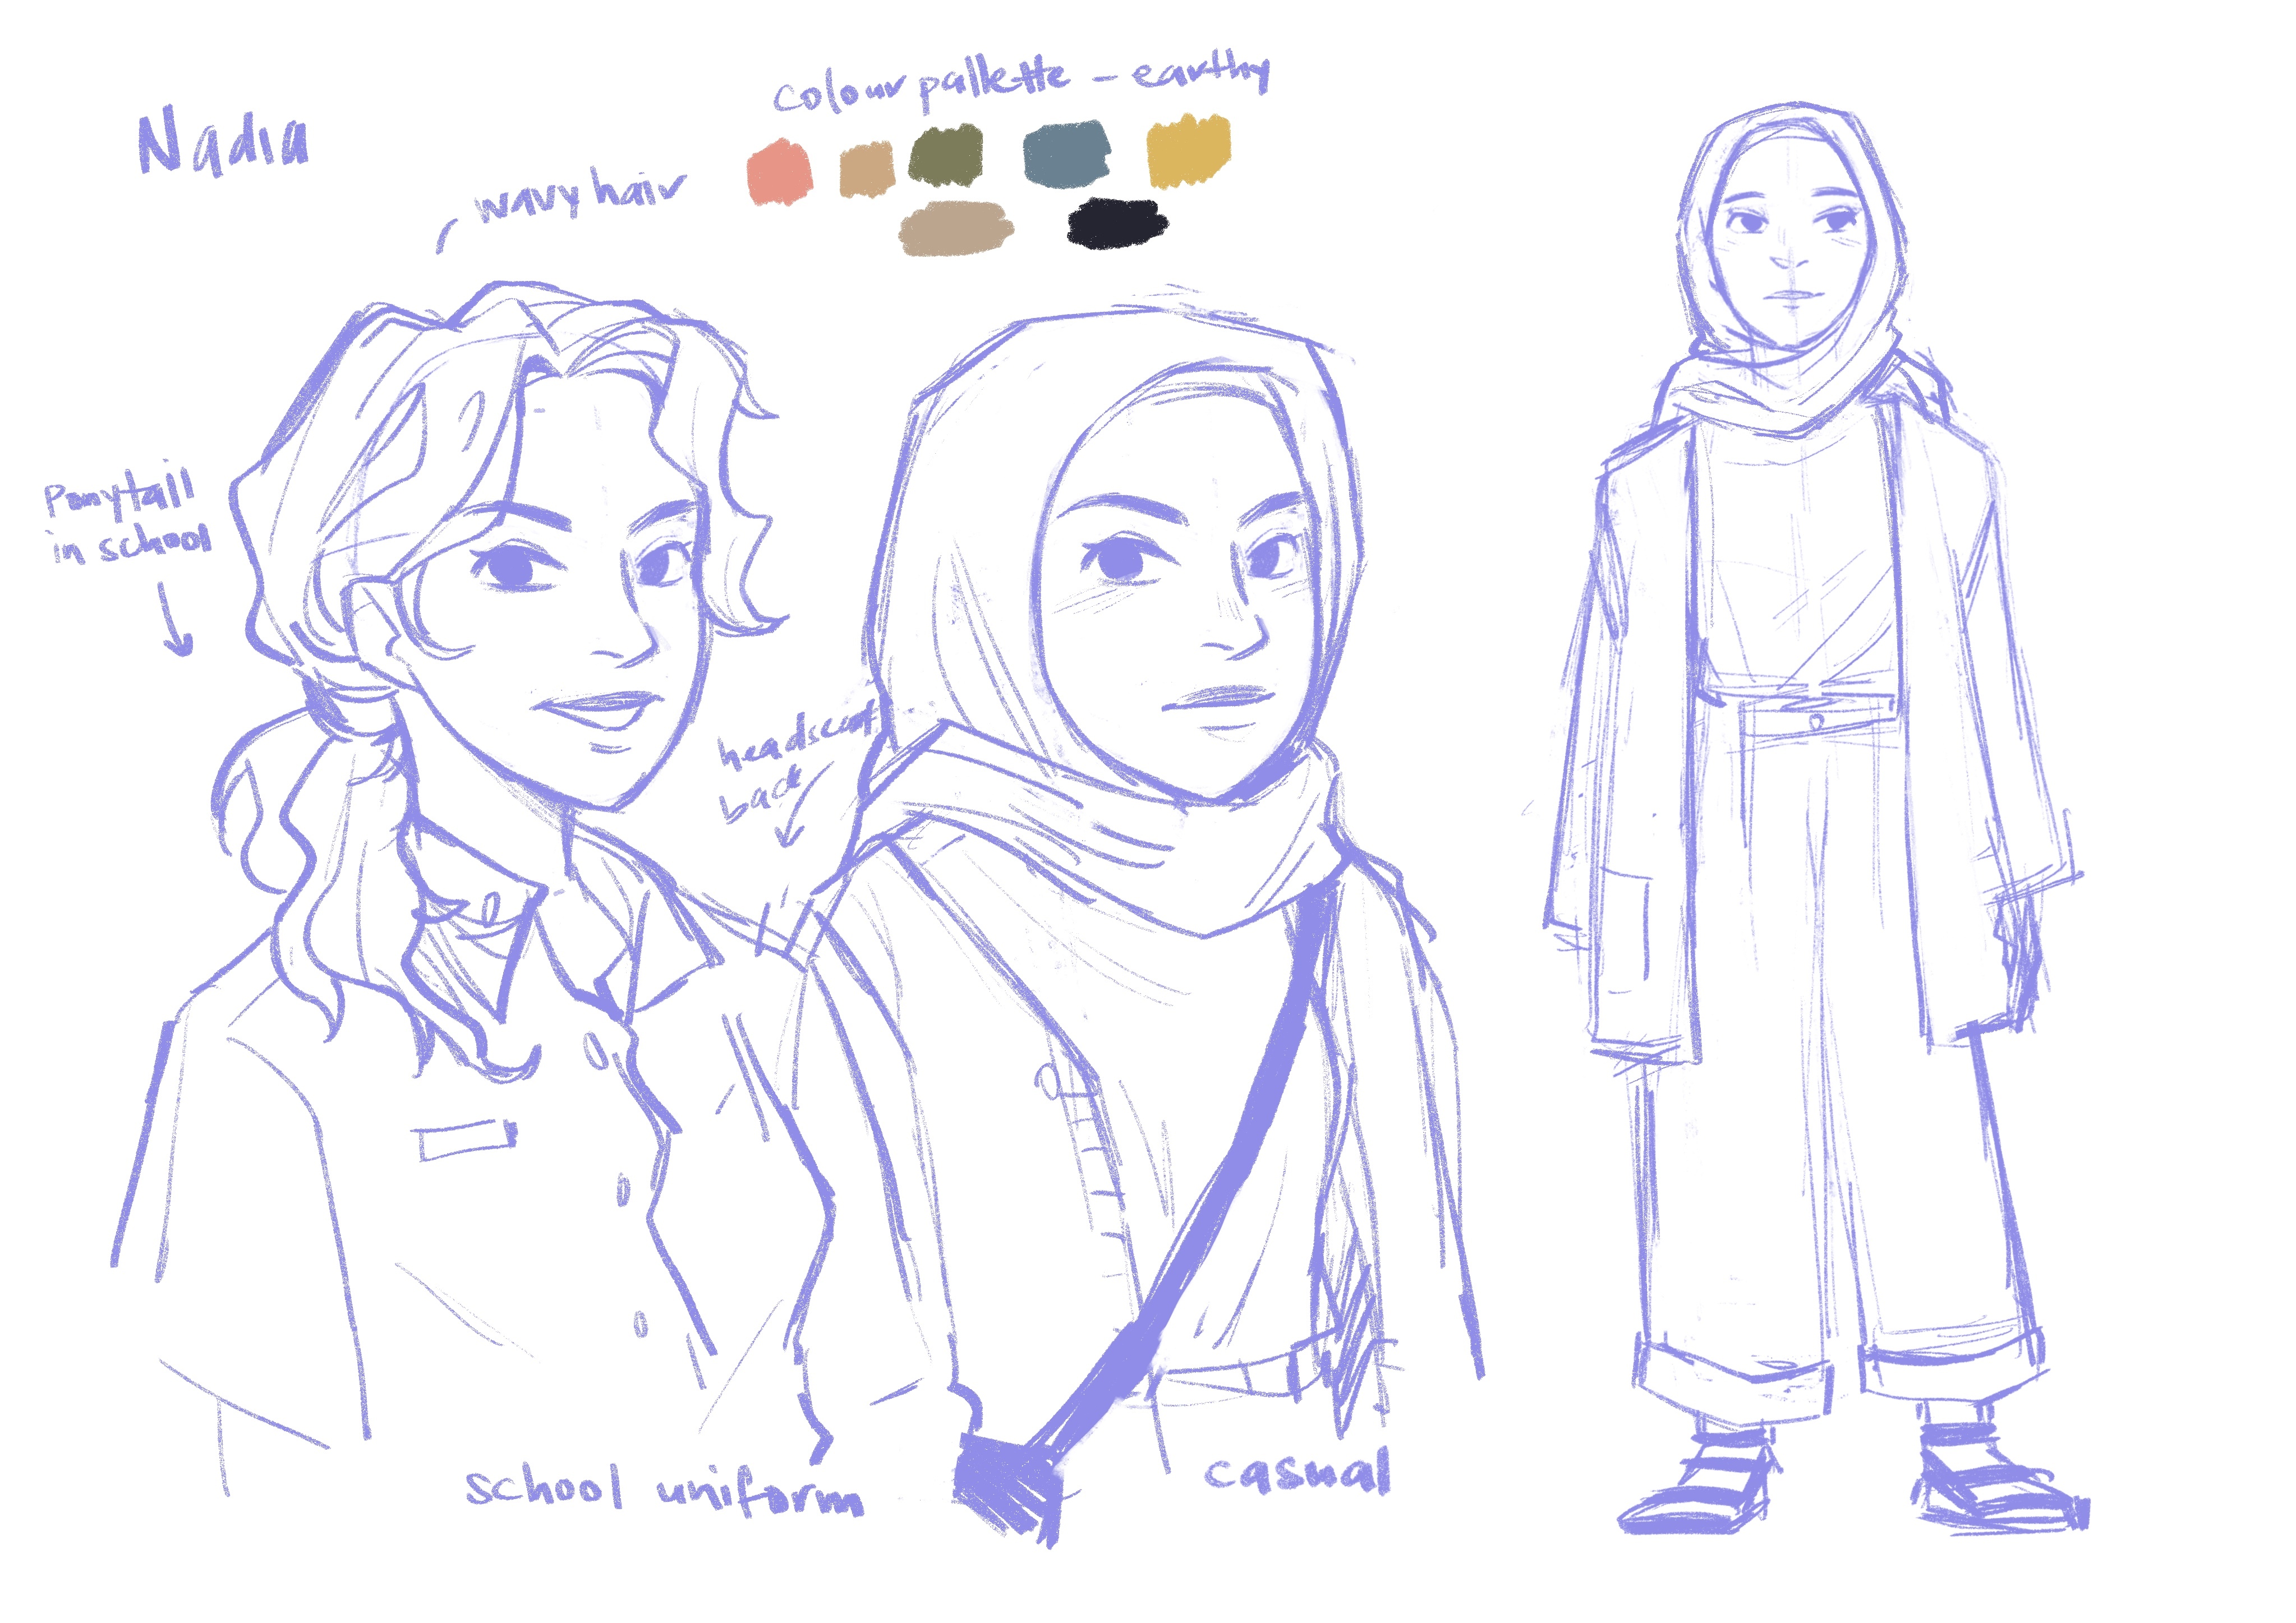 Nadia
colour pallette - earthy
wavy hair
Ponytail
in school
headscarf
back
school uniform
casual